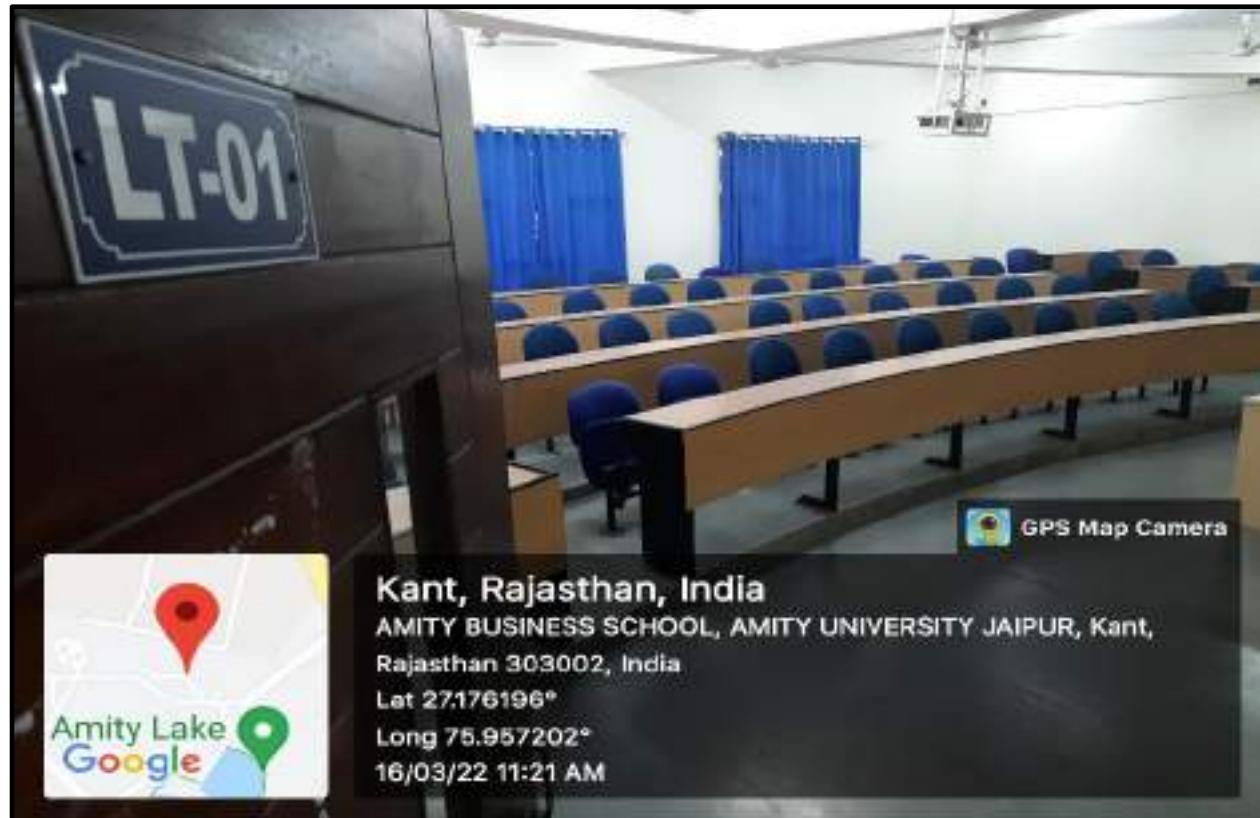 LT-01
GPS Map Camera
Kant, Rajasthan, India
AMITY BUSINESS SCHOOL, AMITY UNIVERSITY JAIPUR, Kant,
Rajasthan 303002, India
Lat 27.176196°
Long 75.957202°
16/03/22 11:21 AM
Amity Lake
Google